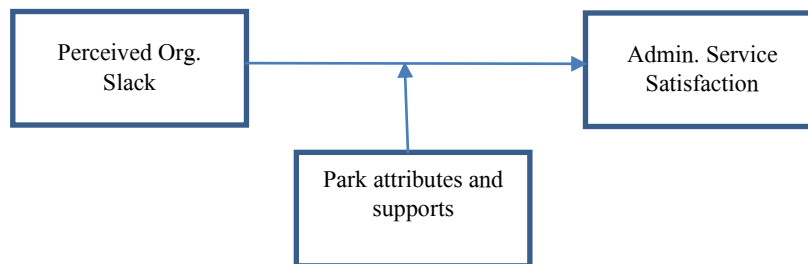 Perceived Org.
Slack
Admin. Service
Satisfaction
Park attributes and
supports